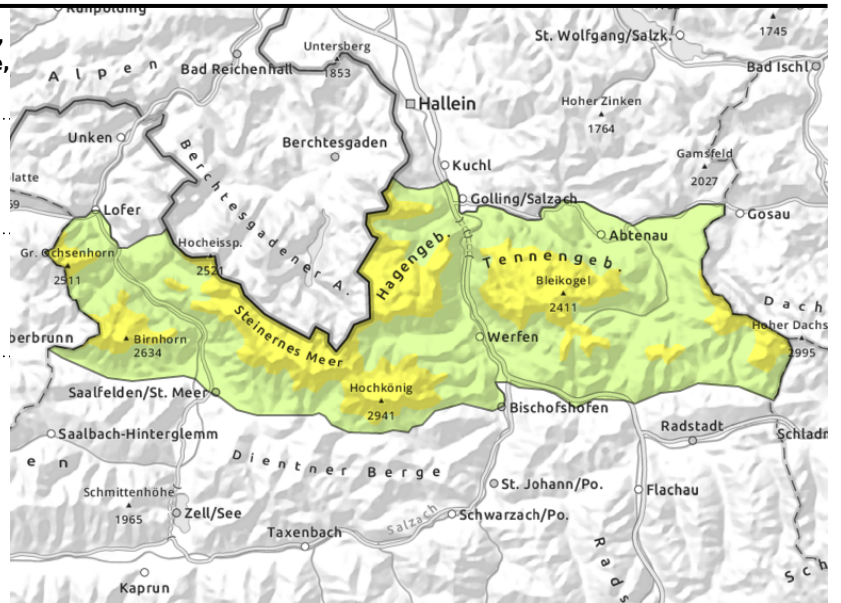 Ruhpolding
1745
Untersberg
1853
St. Wolfgang/Salzk.
Bad Ischl
Alpen
Bad Reichenhall
Hallein
Hoher Zinken
1764
Unken
Berchtesgaden
Kuchl
Gamsfeld
2027
Berchtesgadener A.
Lofer
Golling/Salzach
Gosau
Hocheissp.
2521
Abtenau
Gr. Ochsenhorn
2511
Hagengeb.
Tennengeb.
Bleikogel
2411
Steinernes Meer
Birnhorn
2634
Werfen
Hoher Dachs
2995
Dach
Hochkönig
2941
Saalfelden/St. Meer
Bischofshofen
Radstadt
Saalbach-Hinterglemm
Schladm
en
Dientner Berge
Schmittenhöhe
1965
St. Johann/Po.
Flachau
Zell/See
Salzach
Schwarzach/Po.
Taxenbach
Rads
Sch
Kaprun